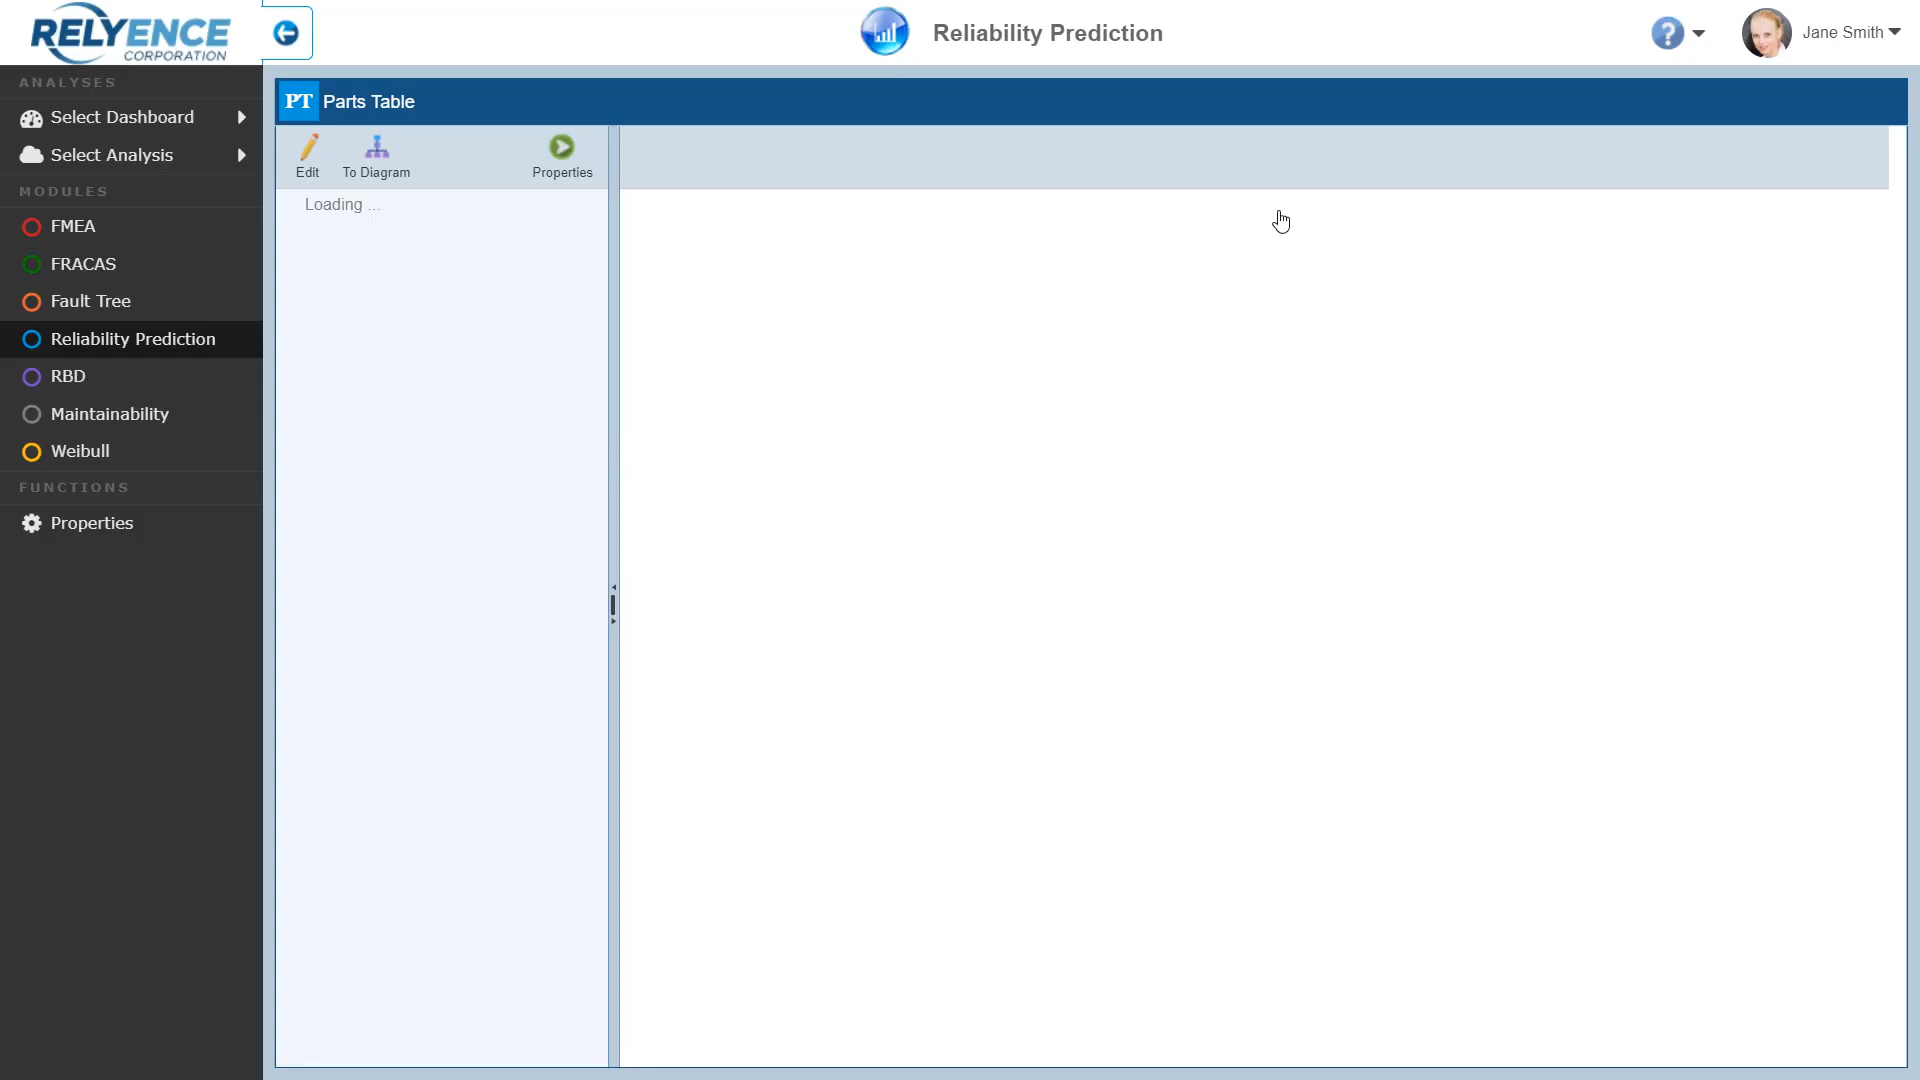 RELYENCE
CORPORATION
Reliability Prediction
?
Jane Smith
ANALYSES
Select Dashboard
Select Analysis
MODULES
FMEA
FRACAS
Fault Tree
Reliability Prediction
RBD
Maintainability
Weibull
FUNCTIONS
Properties
PT Parts Table
Edit To Diagram Properties
Loading ...